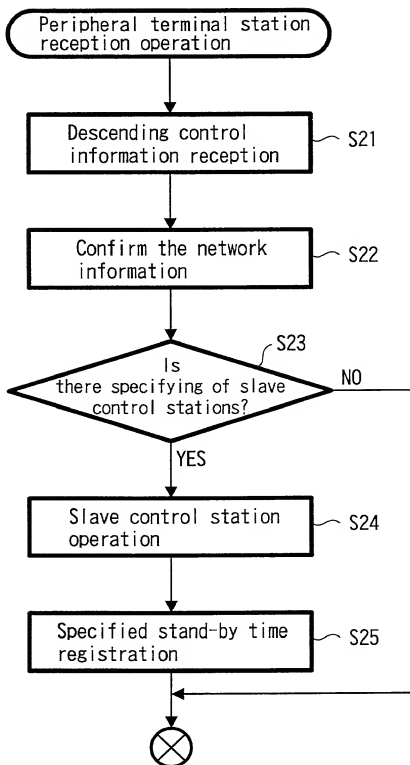 Peripheral terminal station
reception operation
Descending control
information reception
S21
Confirm the network
information
S22
S23
Is
there specifying of slave
control stations?
NO
YES
Slave control station
operation
S24
Specified stand-by time
registration
S25